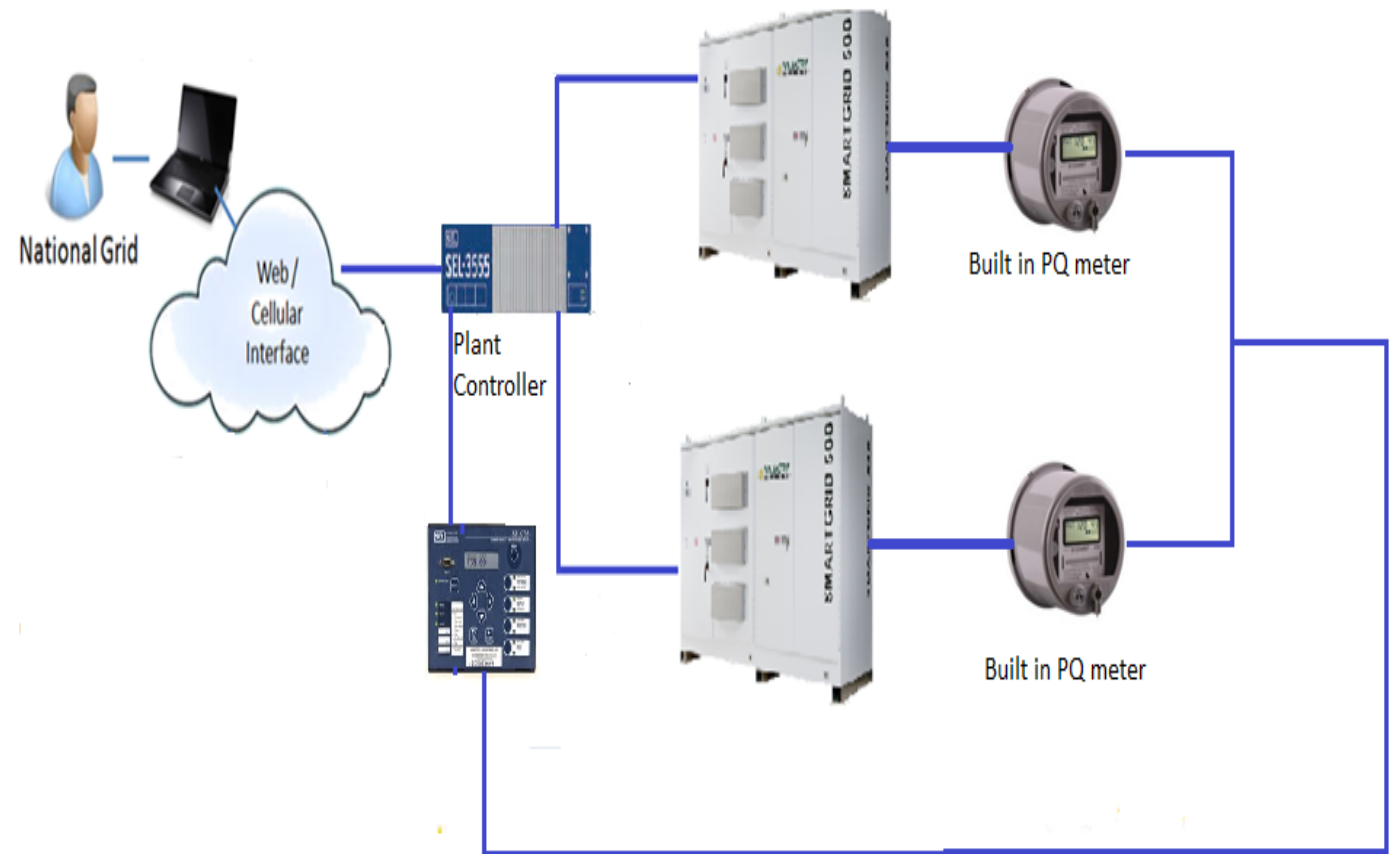 National Grid
Web /
Cellular
Interface
SEL-3555
Plant
Controller
SMARTGRID 500
Built in PQ meter
SMARTGRID 500
Built in PQ meter